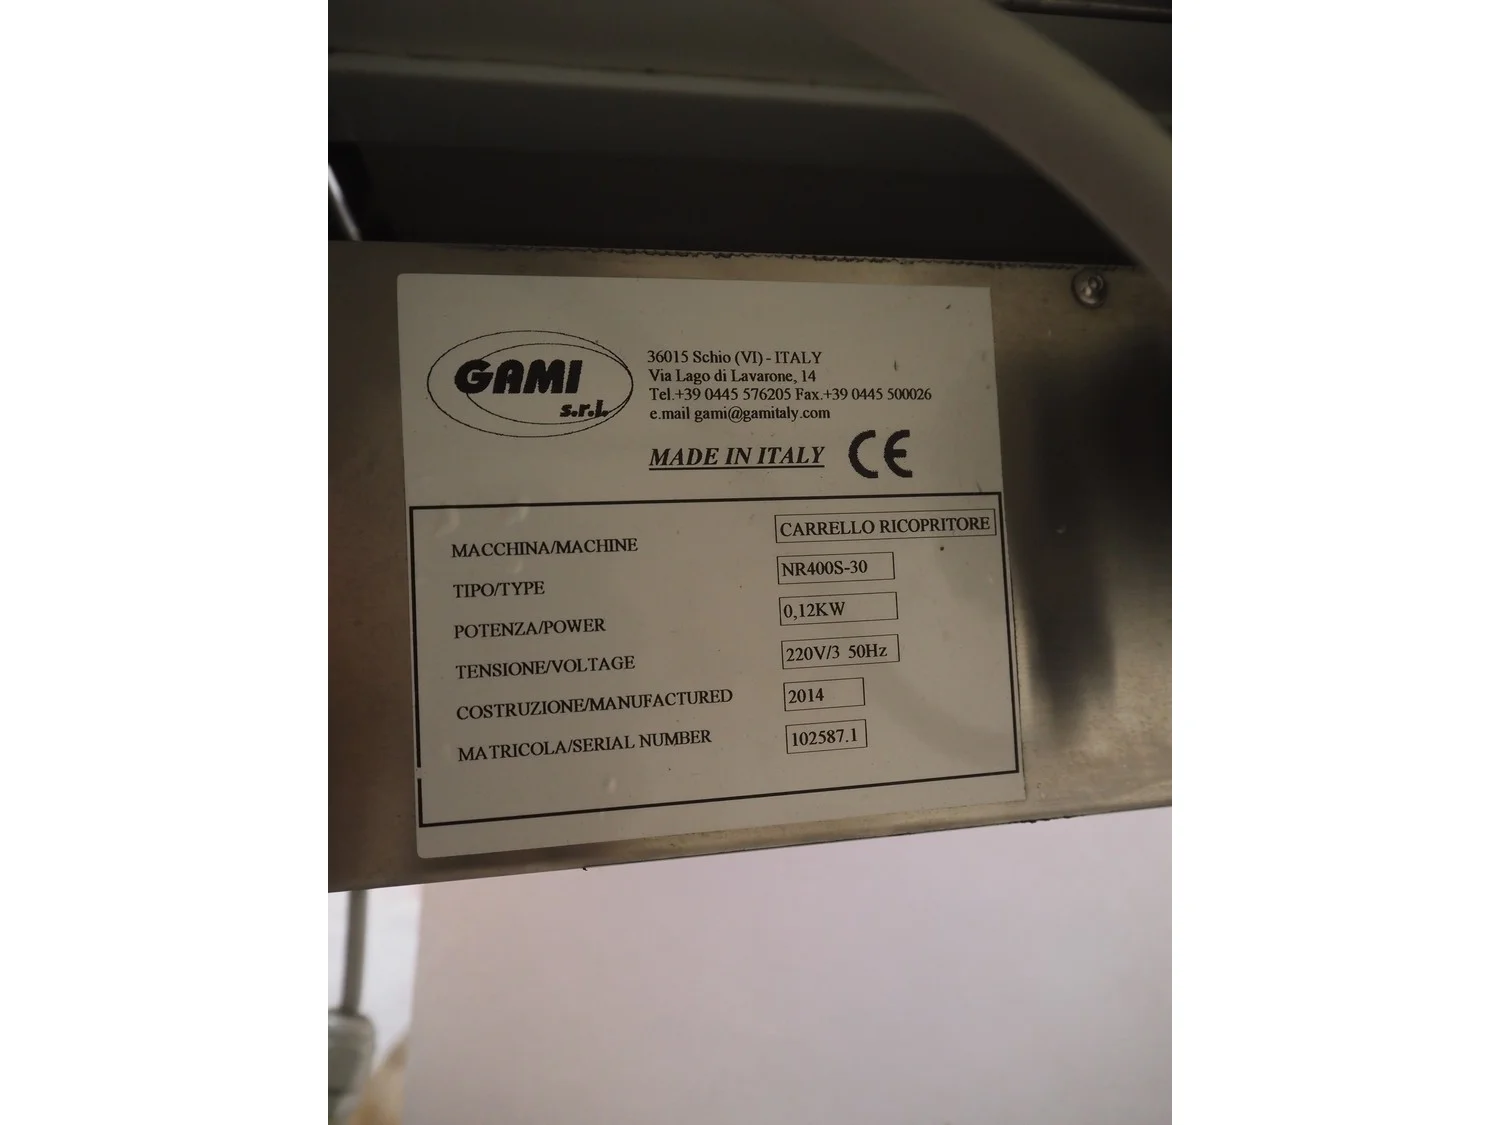 GAMI
s.r.l.
36015 Schio (VI) - ITALY
Via Lago di Lavarone, 14
Tel.+39 0445 576205 Fax.+39 0445 500026
e.mail gami@gamitaly.com
MADE IN ITALY CE
MACCHINA/MACHINE CARRELLO RICOPRITORE
TIPO/TYPE NR400S-30
POTENZA/POWER 0,12KW
TENSIONE/VOLTAGE 220V/3 50Hz
COSTRUZIONE/MANUFACTURED 2014
MATRICOLA/SERIAL NUMBER 102587.1